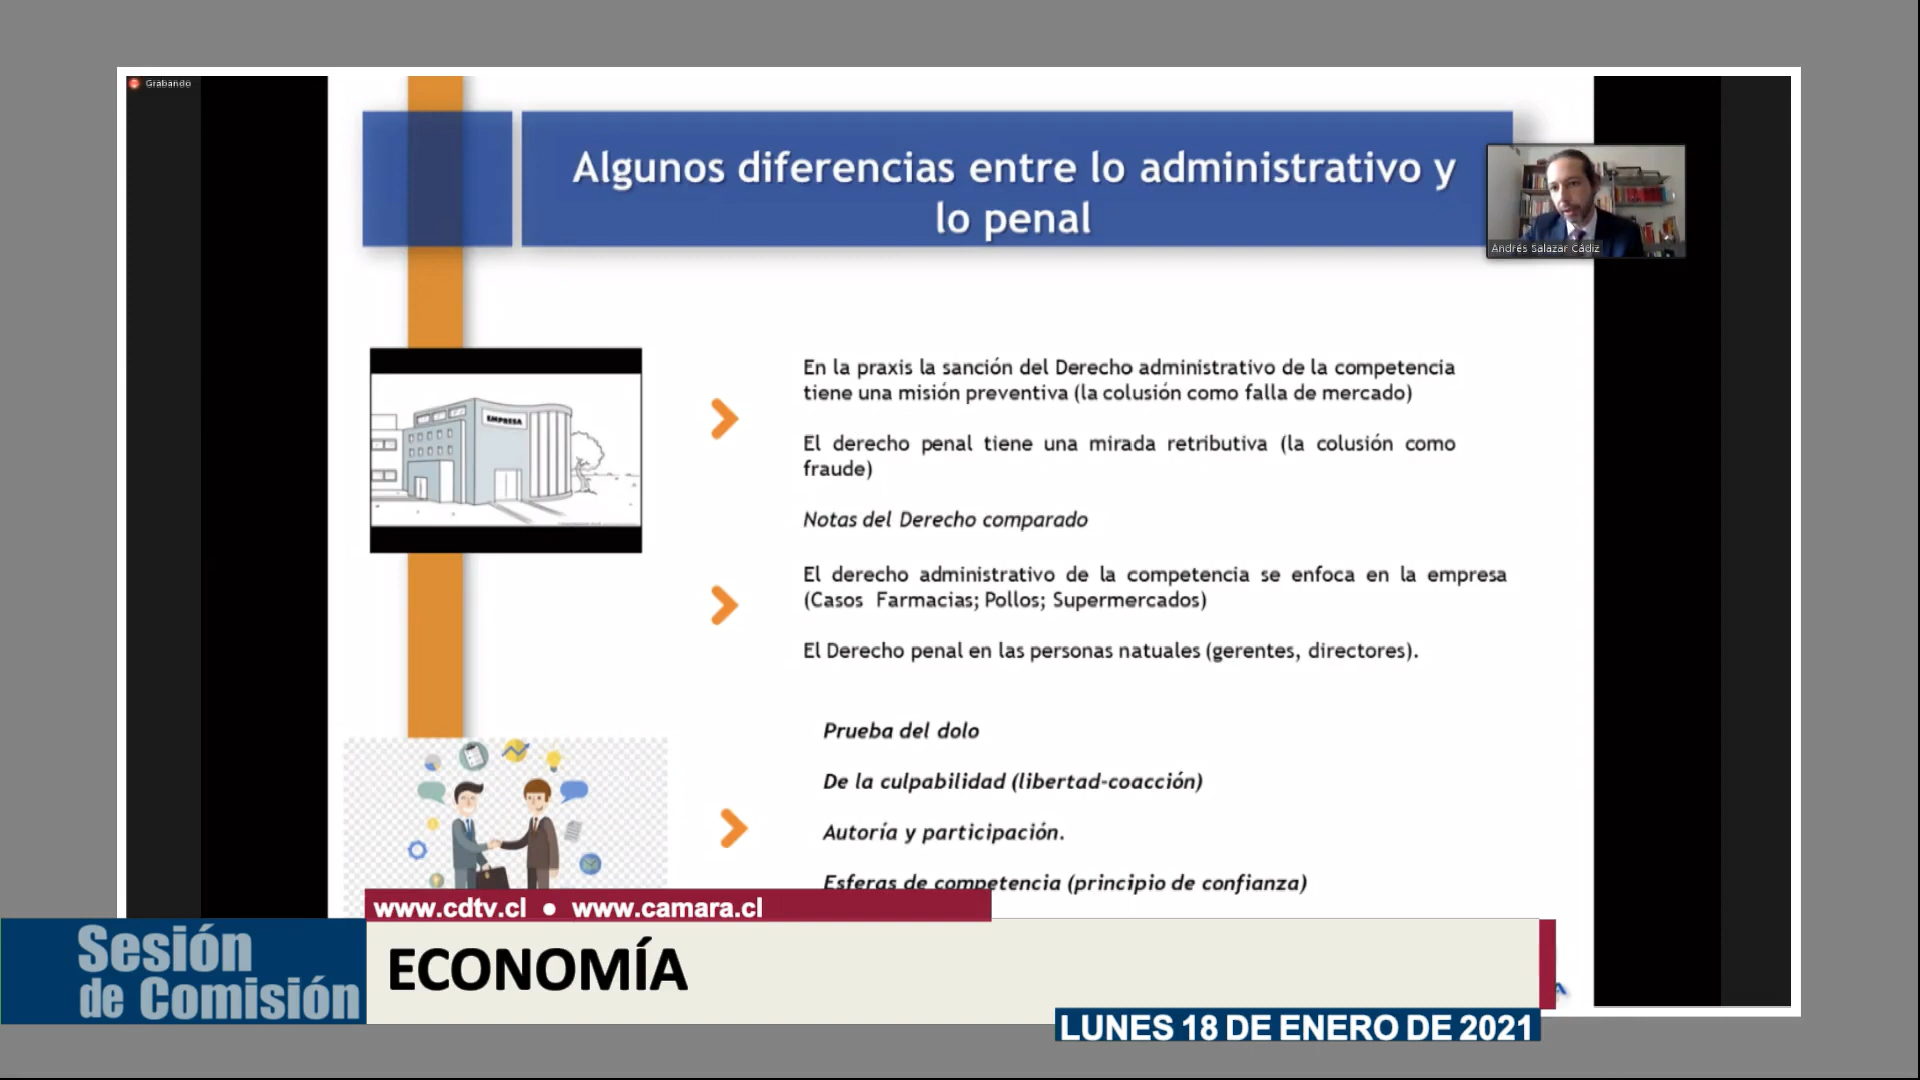 Grabando
Algunos diferencias entre lo administrativo y
lo penal
Andrés Salazar Cádiz
EMPRESA
En la praxis la sanción del Derecho administrativo de la competencia
tiene una misión preventiva (la colusión como falla de mercado)
El derecho penal tiene una mirada retributiva (la colusión como
fraude)
Notas del Derecho comparado
El derecho administrativo de la competencia se enfoca en la empresa
(Casos Farmacias; Pollos; Supermercados)
El Derecho penal en las personas natuales (gerentes, directores).
Prueba del dolo
De la culpabilidad (libertad-coacción)
Autoría y participación.
Esferas de competencia (principio de confianza)
www.cdtv.cl ● www.camara.cl
Sesión
de Comisión
ECONOMÍA
LUNES 18 DE ENERO DE 2021